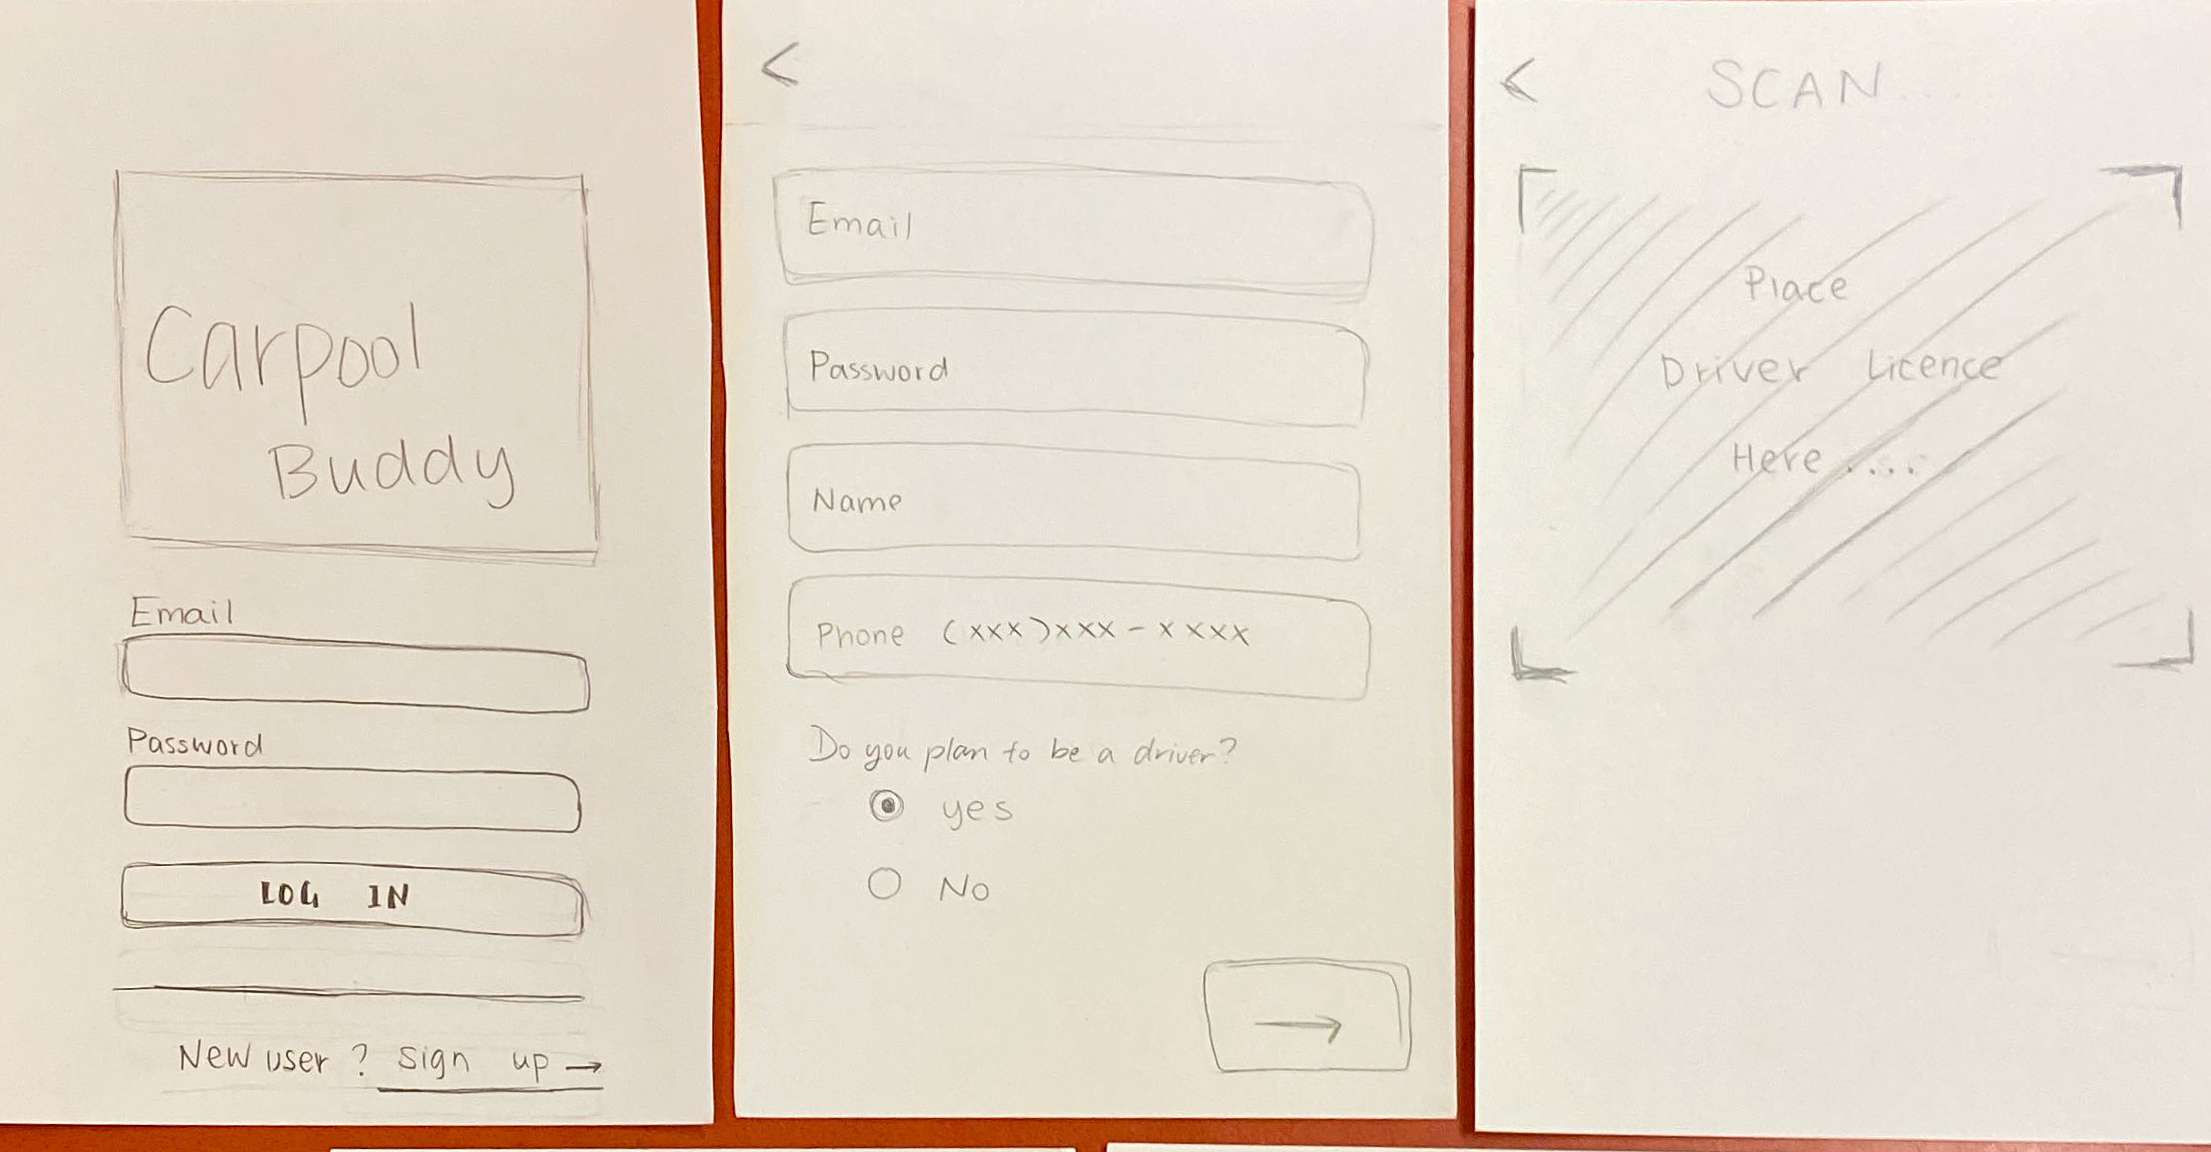 Carpool
Buddy
Email
Password
LOG IN
New user? sign up →
<
Email
Password
Name
Phone (xxx)xxx-xxxx
Do you plan to be a driver?
yes
No
→
< SCAN.....
Place
Driver Licence
Here.....